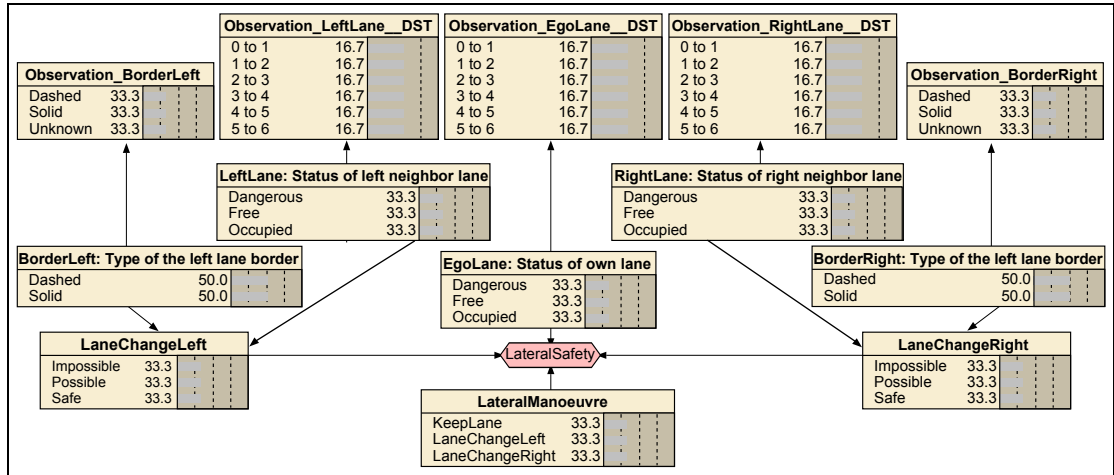 Observation_LeftLane__DST
0 to 1 16.7
1 to 2 16.7
2 to 3 16.7
3 to 4 16.7
4 to 5 16.7
5 to 6 16.7
Observation_EgoLane__DST
0 to 1 16.7
1 to 2 16.7
2 to 3 16.7
3 to 4 16.7
4 to 5 16.7
5 to 6 16.7
Observation_RightLane__DST
0 to 1 16.7
1 to 2 16.7
2 to 3 16.7
3 to 4 16.7
4 to 5 16.7
5 to 6 16.7
Observation_BorderLeft
Dashed 33.3
Solid 33.3
Unknown 33.3
Observation_BorderRight
Dashed 33.3
Solid 33.3
Unknown 33.3
LeftLane: Status of left neighbor lane
Dangerous 33.3
Free 33.3
Occupied 33.3
RightLane: Status of right neighbor lane
Dangerous 33.3
Free 33.3
Occupied 33.3
BorderLeft: Type of the left lane border
Dashed 50.0
Solid 50.0
EgoLane: Status of own lane
Dangerous 33.3
Free 33.3
Occupied 33.3
BorderRight: Type of the left lane border
Dashed 50.0
Solid 50.0
LaneChangeLeft
Impossible 33.3
Possible 33.3
Safe 33.3
LateralSafety
LaneChangeRight
Impossible 33.3
Possible 33.3
Safe 33.3
LateralManoeuvre
KeepLane 33.3
LaneChangeLeft 33.3
LaneChangeRight 33.3